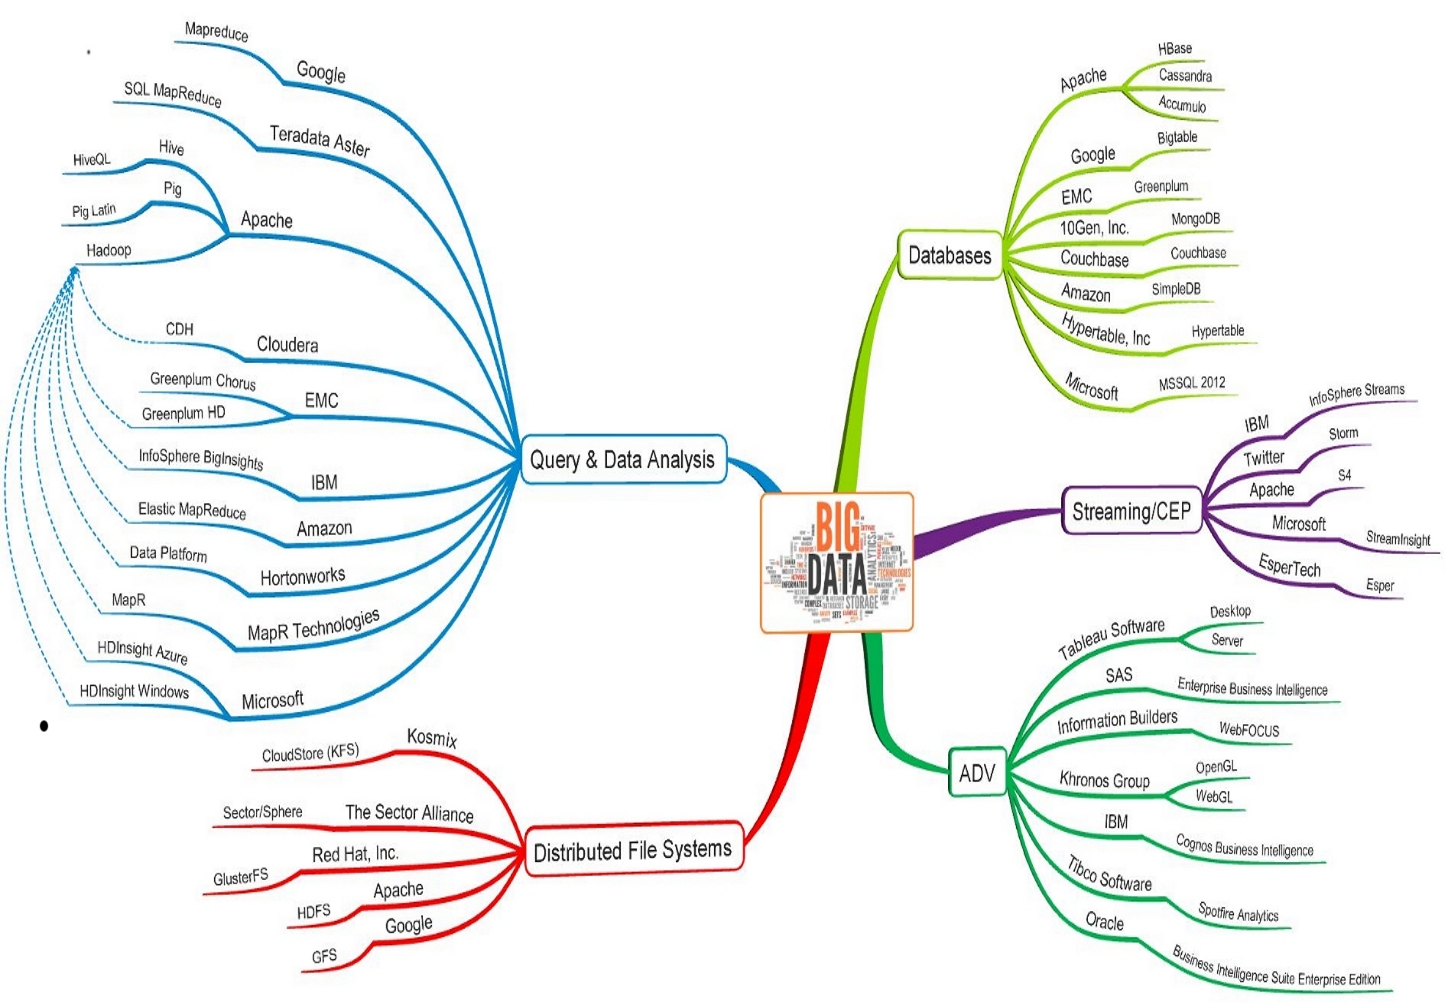 Mapreduce
Google
SQL MapReduce
Teradata Aster
HiveQL
Hive
Pig Latin
Pig
Hadoop
Apache
CDH
Cloudera
Greenplum Chorus
Greenplum HD
EMC
InfoSphere BigInsights
IBM
Elastic MapReduce
Amazon
Data Platform
Hortonworks
MapR
MapR Technologies
HDInsight Azure
HDInsight Windows
Microsoft
Query & Data Analysis
CloudStore (KFS)
Kosmix
Sector/Sphere
The Sector Alliance
GlusterFS
Red Hat, Inc.
HDFS
Apache
GFS
Google
Distributed File Systems
BIG
DATA
ANALYTICS
TECHNOLOGIES
INFORMATION
COMPLEX
STORAGE
SETS
Databases
Apache
HBase
Cassandra
Accumulo
Google
Bigtable
EMC
Greenplum
10Gen, Inc.
MongoDB
Couchbase
Couchbase
Amazon
SimpleDB
Hypertable, Inc
Hypertable
Microsoft
MSSQL 2012
Streaming/CEP
IBM
InfoSphere Streams
Twitter
Storm
Apache
S4
Microsoft
StreamInsight
EsperTech
Esper
ADV
Tableau Software
Desktop
Server
SAS
Enterprise Business Intelligence
Information Builders
WebFOCUS
Khronos Group
OpenGL
WebGL
IBM
Cognos Business Intelligence
Tibco Software
Spotfire Analytics
Oracle
Business Intelligence Suite Enterprise Edition